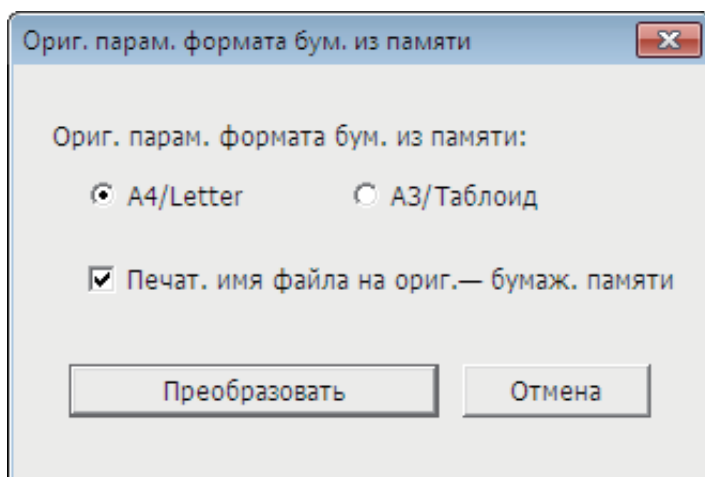 Ориг. парам. формата бум. из памяти
Ориг. парам. формата бум. из памяти:
A4/Letter A3/Таблоид
Печат. имя файла на ориг.— бумаж. памяти
Преобразовать Отмена